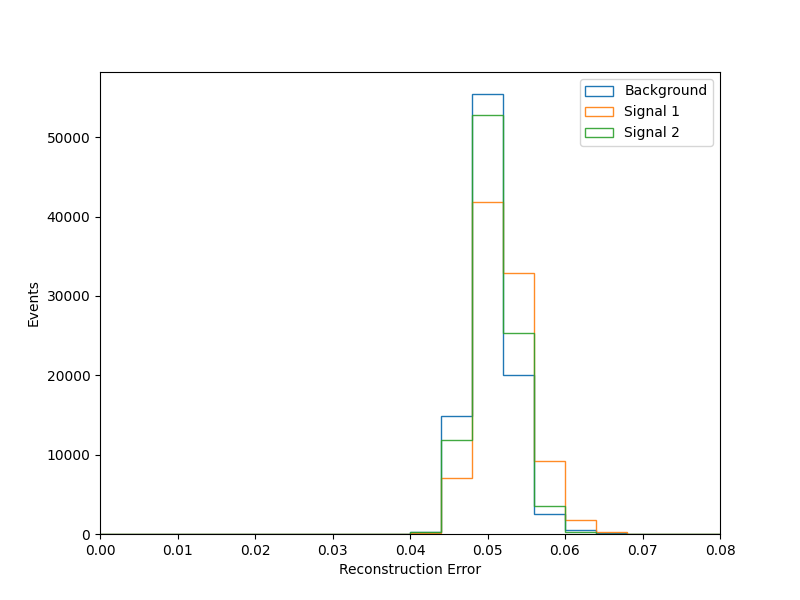 Background
Signal 1
Signal 2
50000
40000
30000
20000
10000
0
Events
0.00 0.01 0.02 0.03 0.04 0.05 0.06 0.07 0.08
Reconstruction Error